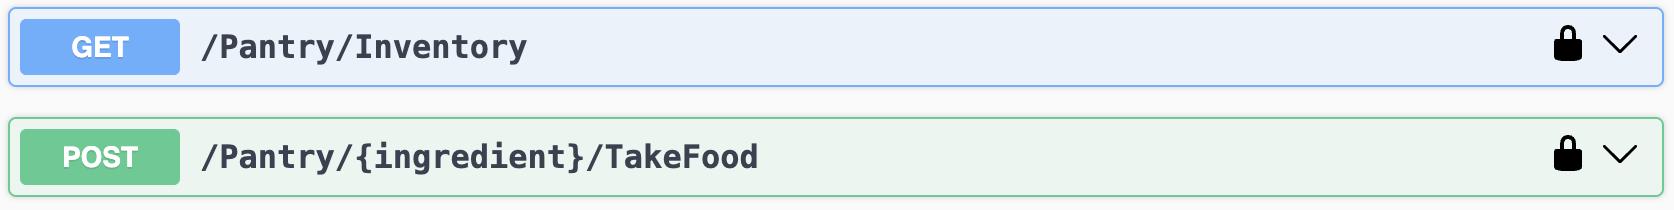 GET /Pantry/Inventory
POST /Pantry/{ingredient}/TakeFood